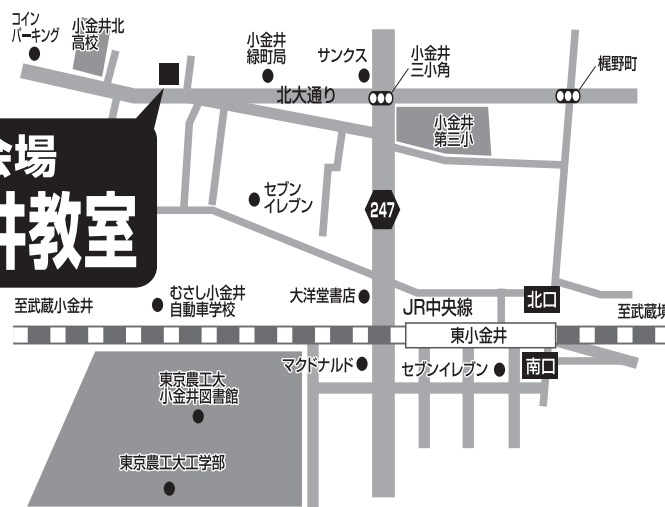 コイン
パーキング
小金井北
高校
小金井
緑町局
サンクス
小金井
三小角
梶野町
北大通り
小金井
第三小
会場
井教室
セブン
イレブン
247
至武蔵小金井
むさし小金井
自動車学校
大洋堂書店
JR中央線
北口
至武蔵境
東小金井
マクドナルド
セブンイレブン
南口
東京農工大
小金井図書館
東京農工大工学部